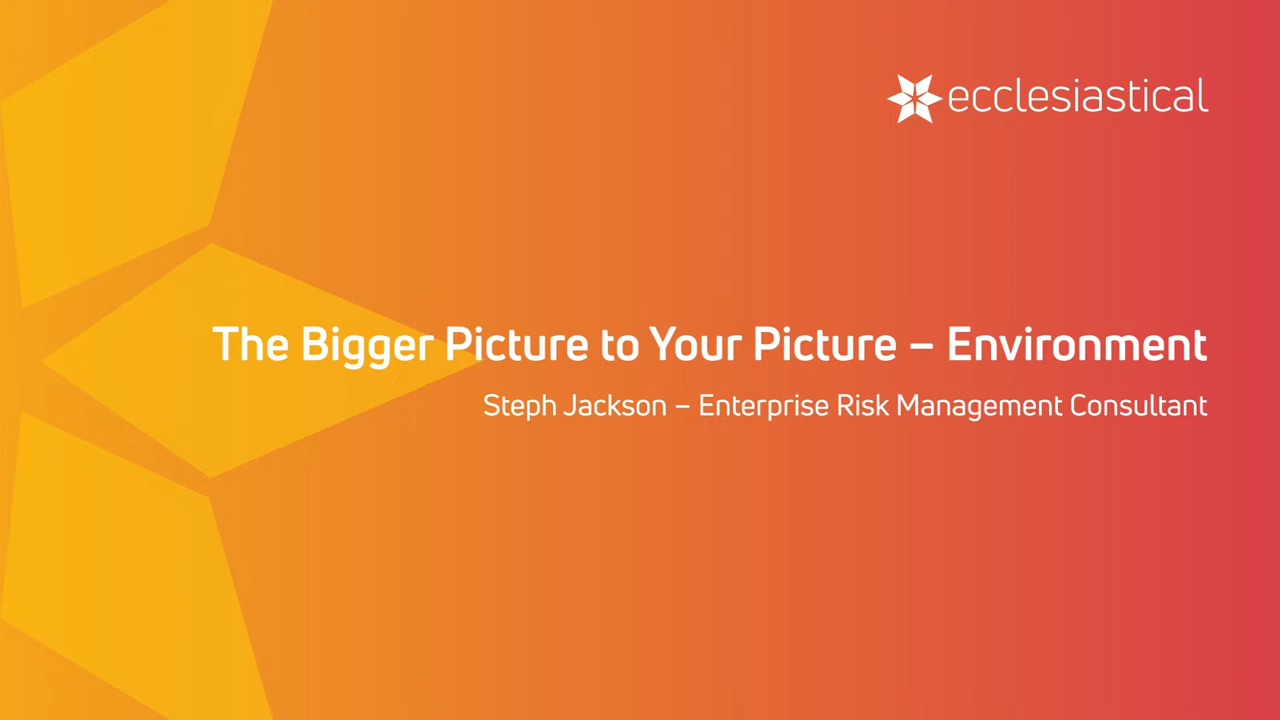 ecclesiastical
The Bigger Picture to Your Picture – Environment
Steph Jackson – Enterprise Risk Management Consultant